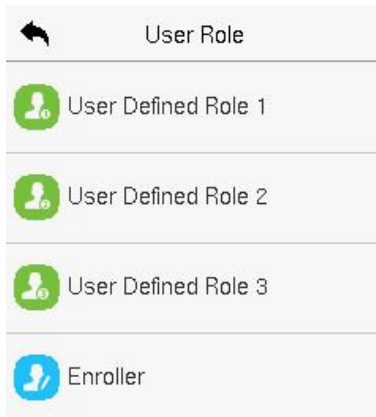 User Role
User Defined Role 1
User Defined Role 2
User Defined Role 3
Enroller